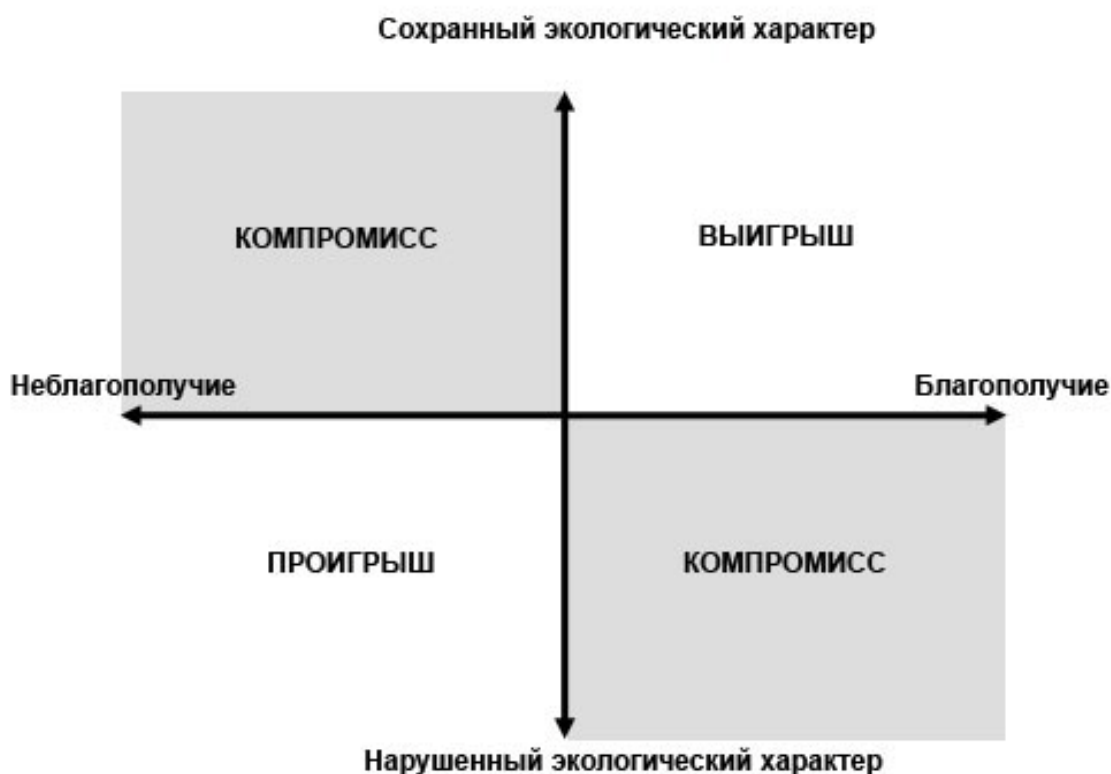 Сохранный экологический характер
КОМПРОМИСС
ВЫИГРЫШ
Неблагополучие
Благополучие
ПРОИГРЫШ
КОМПРОМИСС
Нарушенный экологический характер